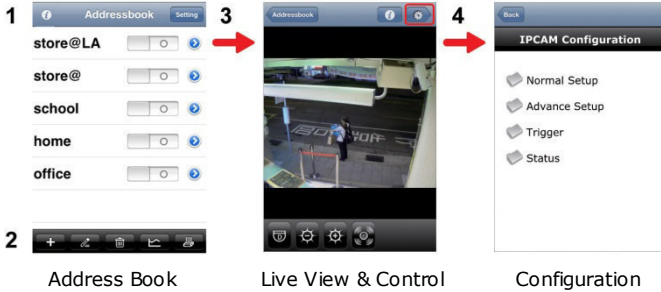 1
Addressbook
Setting
3
Addressbook
4
Back
store@LA
IPCAM Configuration
store@
Normal Setup
school
Advance Setup
home
Trigger
office
Status
2
Address Book
Live View & Control
Configuration